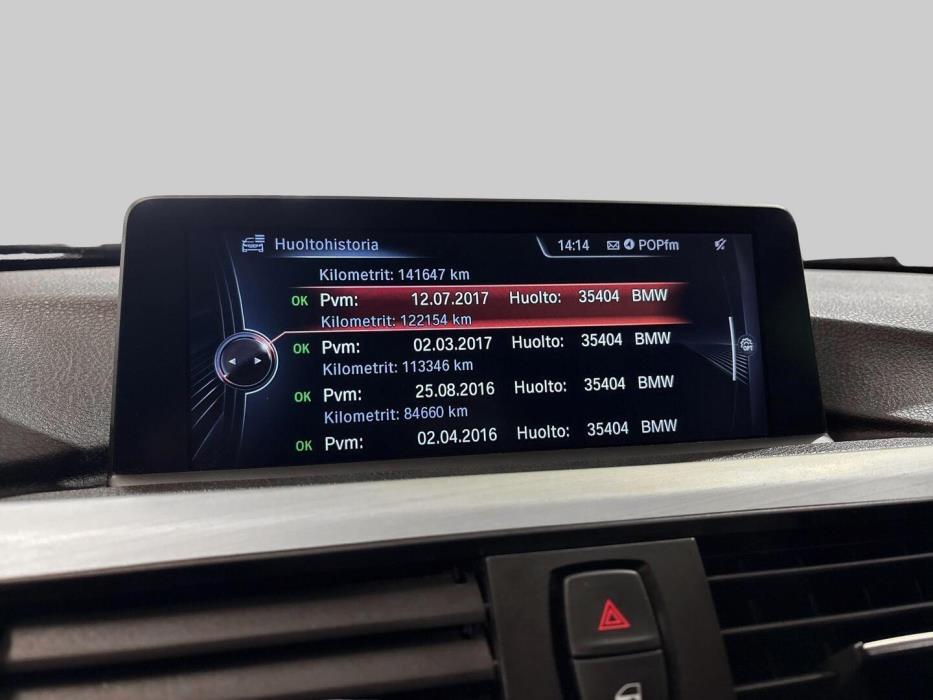 Huoltohistoria 14:14 POPfm
Kilometrit: 141647 km
OK Pvm: 12.07.2017 Huolto: 35404 BMW
Kilometrit: 122154 km
OK Pvm: 02.03.2017 Huolto: 35404 BMW
Kilometrit: 113346 km
OK Pvm: 25.08.2016 Huolto: 35404 BMW
Kilometrit: 84660 km
OK Pvm: 02.04.2016 Huolto: 35404 BMW
OPT